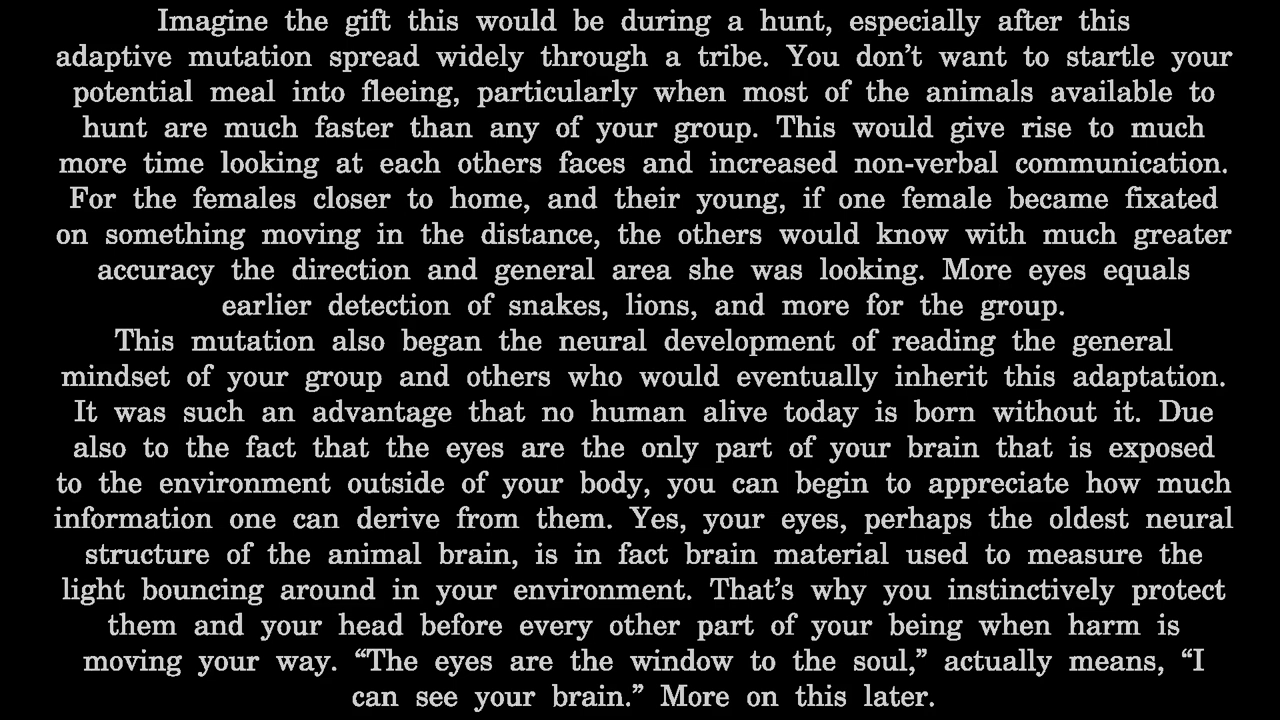 Imagine the gift this would be during a hunt, especially after this
adaptive mutation spread widely through a tribe. You don’t want to startle your
potential meal into fleeing, particularly when most of the animals available to
hunt are much faster than any of your group. This would give rise to much
more time looking at each others faces and increased non-verbal communication.
For the females closer to home, and their young, if one female became fixated
on something moving in the distance, the others would know with much greater
accuracy the direction and general area she was looking. More eyes equals
earlier detection of snakes, lions, and more for the group.
This mutation also began the neural development of reading the general
mindset of your group and others who would eventually inherit this adaptation.
It was such an advantage that no human alive today is born without it. Due
also to the fact that the eyes are the only part of your brain that is exposed
to the environment outside of your body, you can begin to appreciate how much
information one can derive from them. Yes, your eyes, perhaps the oldest neural
structure of the animal brain, is in fact brain material used to measure the
light bouncing around in your environment. That’s why you instinctively protect
them and your head before every other part of your being when harm is
moving your way. “The eyes are the window to the soul,” actually means, “I
can see your brain.” More on this later.